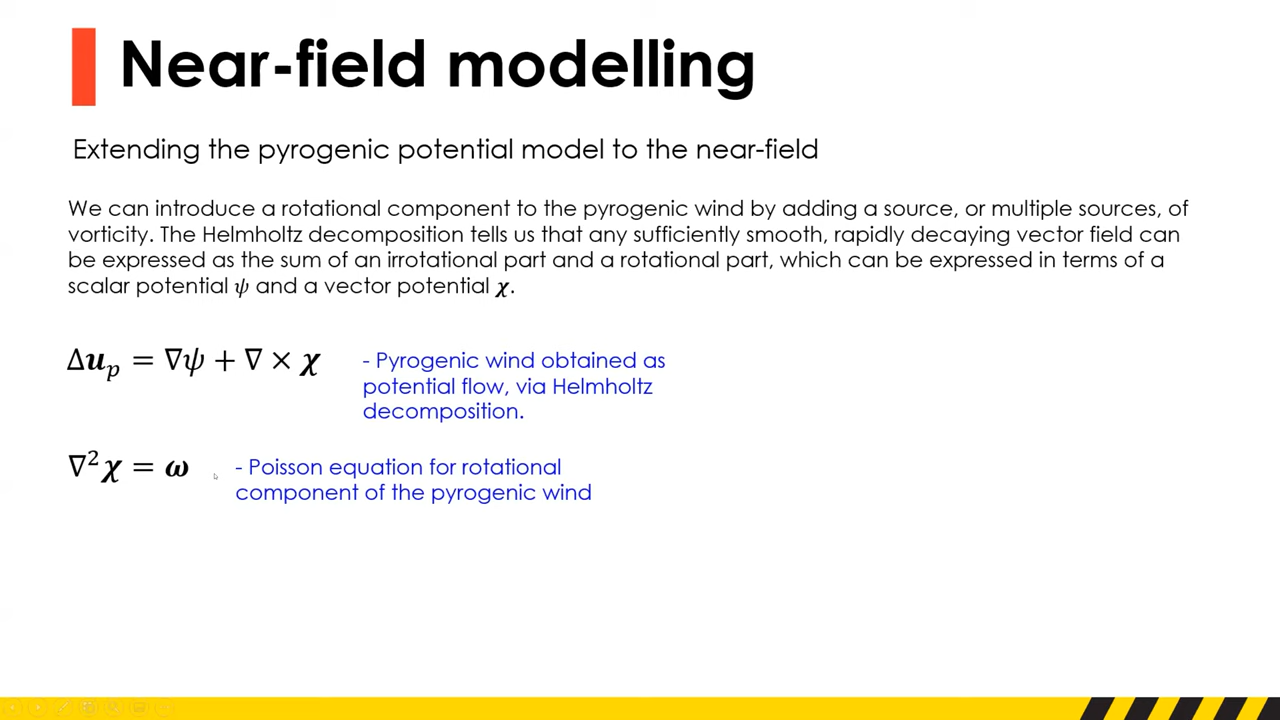 Near-field modelling
Extending the pyrogenic potential model to the near-field
We can introduce a rotational component to the pyrogenic wind by adding a source, or multiple sources, of
vorticity. The Helmholtz decomposition tells us that any sufficiently smooth, rapidly decaying vector field can
be expressed as the sum of an irrotational part and a rotational part, which can be expressed in terms of a
scalar potential 𝜓 and a vector potential 𝝌.
Δ𝒖ₚ = ∇𝜓 + ∇ × 𝝌
- Pyrogenic wind obtained as
potential flow, via Helmholtz
decomposition.
∇²𝝌 = 𝝎
- Poisson equation for rotational
component of the pyrogenic wind